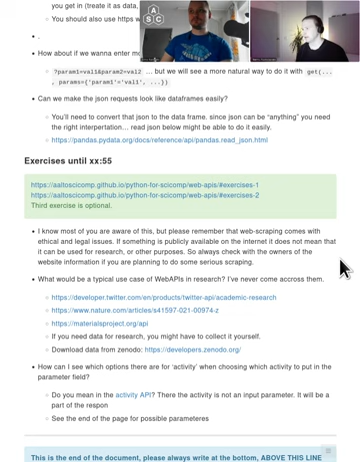 you get in (treate it as data,
You should also use https w
.
How about if we wanna enter mo
?param1=val1&param2=val2 ... but we will see a more natural way to do it with get(...
, params={'param1'='val1', ...})
Can we make the json requests look like dataframes easily?
You'll need to convert that json to the data frame. since json can be "anything" you need
the right interpertation... read json below might be able to do it easily.
https://pandas.pydata.org/docs/reference/api/pandas.read_json.html
Exercises until xx:55
https://aaltoscicomp.github.io/python-for-scicomp/web-apis/#exercises-1
https://aaltoscicomp.github.io/python-for-scicomp/web-apis/#exercises-2
Third exercise is optional.
I know most of you are aware of this, but please remember that web-scraping comes with
ethical and legal issues. If something is publicly available on the internet it does not mean that
it can be used for research, or other purposes. So always check with the owners of the
website information if you are planning to do some serious scraping.
What would be a typical use case of WebAPIs in research? I've never come accross them.
https://developer.twitter.com/en/products/twitter-api/academic-research
https://www.nature.com/articles/s41597-021-00974-z
https://materialsproject.org/api
If you need data for research, you might have to collect it yourself.
Download data from zenodo: https://developers.zenodo.org/
How can I see which options there are for 'activity' when choosing which activity to put in the
parameter field?
Do you mean in the activity API? There the activity is not an input parameter. It will be a
part of the respon
See the end of the page for possible parameteres
This is the end of the document, please always write at the bottom, ABOVE THIS LINE